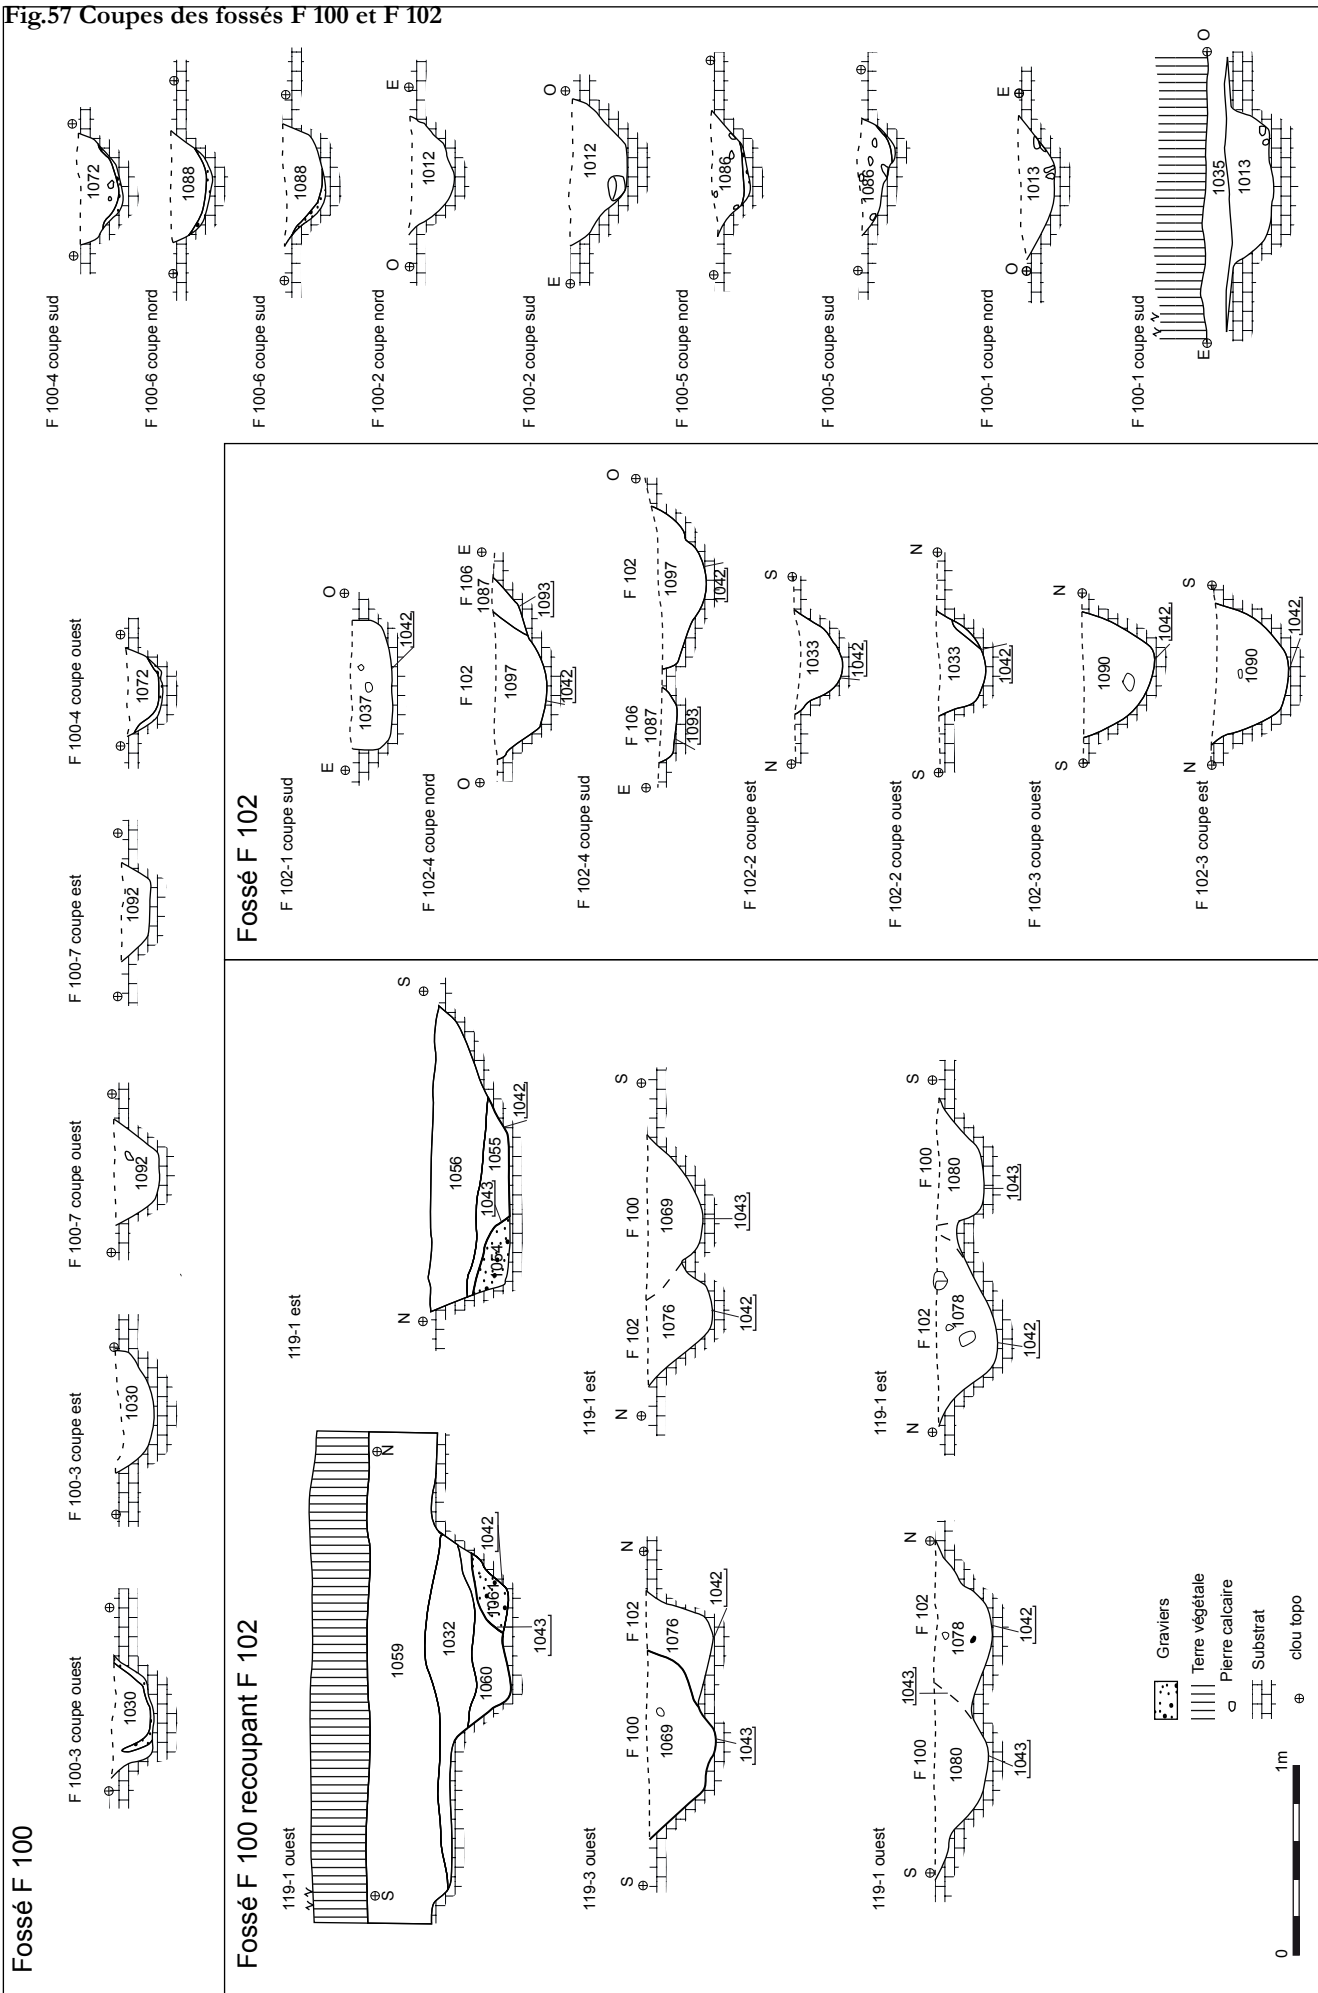 Fig.57 Coupes des fossés F 100 et F 102
Fossé F 100
F 100-3 coupe ouest
1030
F 100-3 coupe est
1030
F 100-7 coupe ouest
1092
F 100-7 coupe est
1092
F 100-4 coupe ouest
1072
F 100-4 coupe sud
1072
F 100-6 coupe nord
1088
F 100-6 coupe sud
1088
F 100-2 coupe nord
O
1012
E
F 100-2 coupe sud
E
1012
O
F 100-5 coupe nord
1086
F 100-5 coupe sud
1086
F 100-1 coupe nord
O
1013
E
F 100-1 coupe sud
E
1035
1013
O
Fossé F 100 recoupant F 102
119-1 ouest
S
N
1059
1032
1060
1061
1042
1043
119-1 est
N
S
1056
1055
1054
1043
1042
119-3 ouest
S
F 100
F 102
N
1069
1076
1042
1043
119-1 est
N
F 102
F 100
S
1076
1069
1042
1043
119-1 ouest
S
F 100
1043
F 102
N
1080
1078
1043
1042
119-1 est
N
F 102
F 100
S
1078
1080
1042
1043
Fossé F 102
F 102-1 coupe sud
E
O
1037
1042
F 102-4 coupe nord
O
F 102
F 106
E
1097
1087
1093
1042
F 102-4 coupe sud
E
F 106
F 102
O
1087
1097
1093
1042
F 102-2 coupe est
N
S
1033
1042
F 102-2 coupe ouest
S
N
1033
1042
F 102-3 coupe ouest
S
N
1090
1042
F 102-3 coupe est
N
S
1090
1042
Graviers
Terre végétale
Pierre calcaire
Substrat
clou topo
0
1m